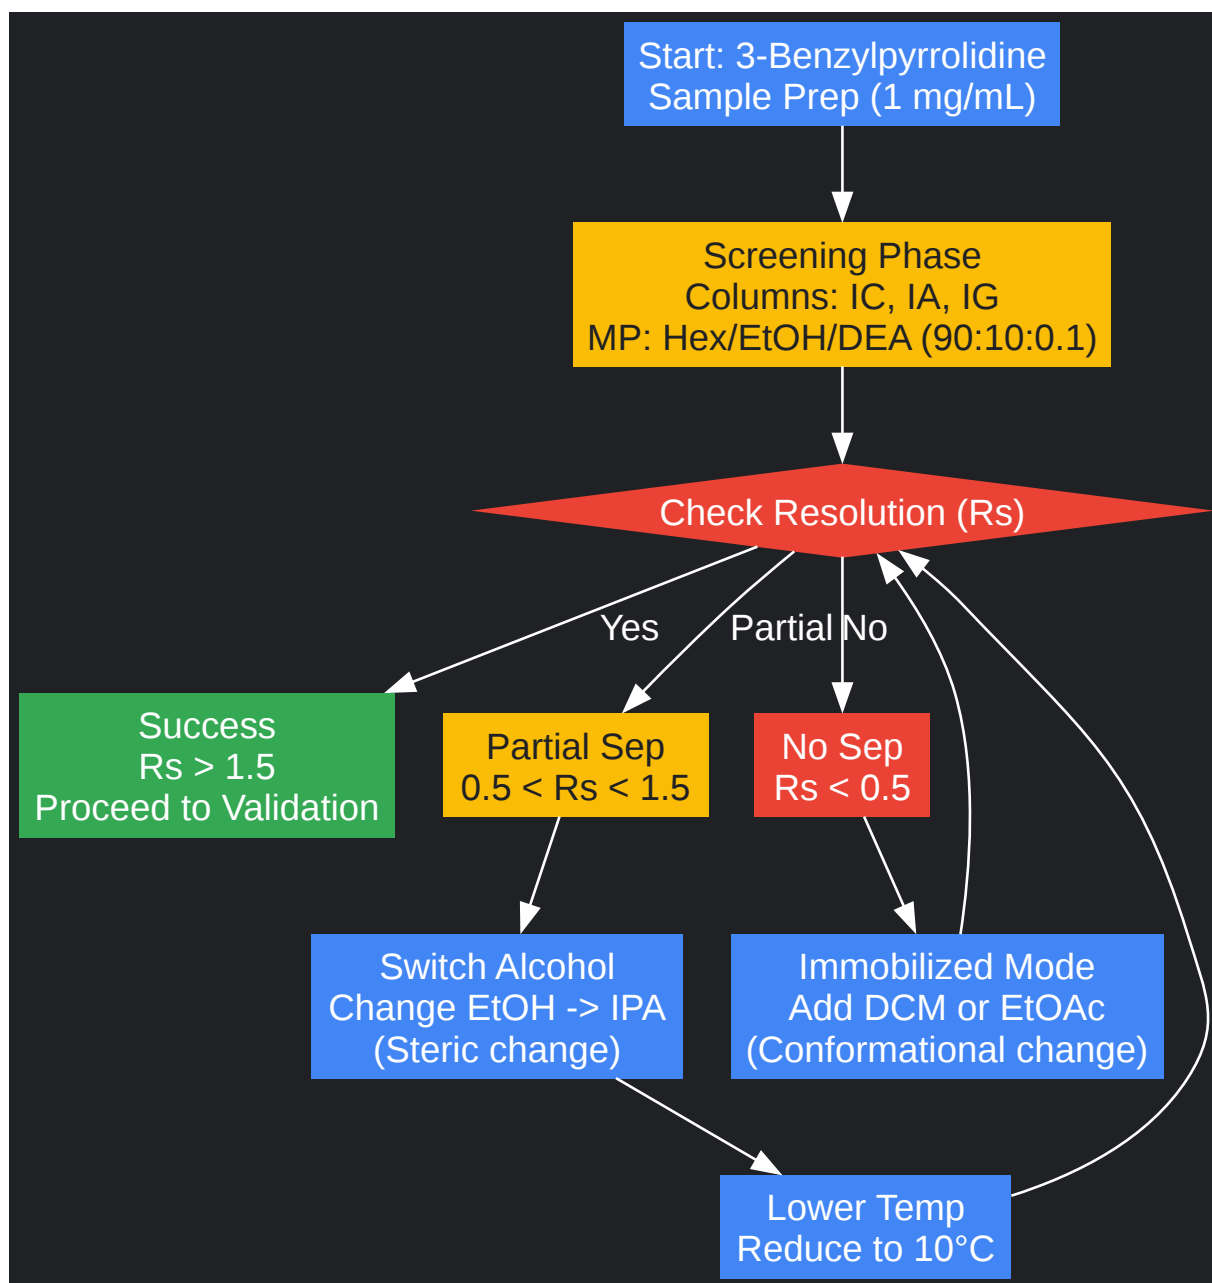 Start: 3-Benzylpyrrolidine
Sample Prep (1 mg/mL)
Screening Phase
Columns: IC, IA, IG
MP: Hex/EtOH/DEA (90:10:0.1)
Check Resolution (Rs)
Yes
Partial
No
Success
Rs > 1.5
Proceed to Validation
Partial Sep
0.5 < Rs < 1.5
No Sep
Rs < 0.5
Switch Alcohol
Change EtOH -> IPA
(Steric change)
Immobilized Mode
Add DCM or EtOAc
(Conformational change)
Lower Temp
Reduce to 10°C